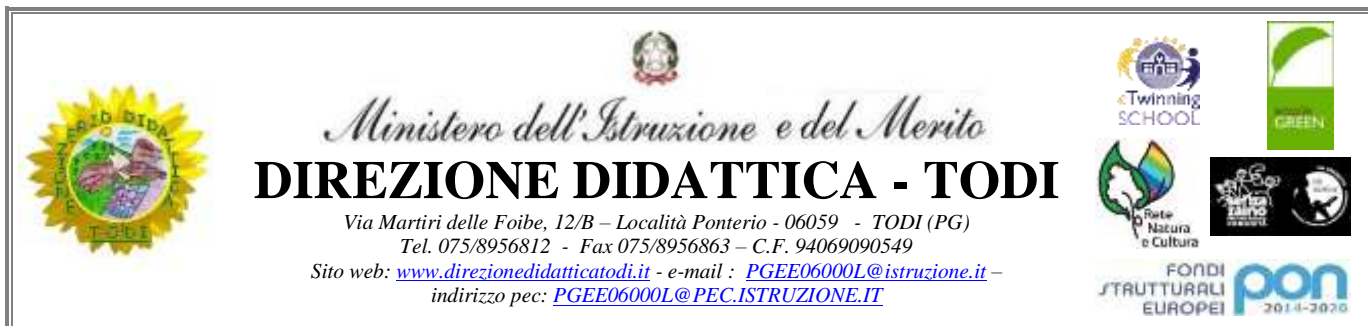 Ministero dell'Istruzione e del Merito
DIREZIONE DIDATTICA - TODI
Via Martiri delle Foibe, 12/B – Località Ponterio - 06059 - TODI (PG)
Tel. 075/8956812 - Fax 075/8956863 – C.F. 94069090549
Sito web: www.direzionedidatticatodi.it - e-mail : PGEE06000L@istruzione.it –
indirizzo pec: PGEE06000L@PEC.ISTRUZIONE.IT
TODI
eTwinning
SCHOOL
GREEN
Rete
Natura
e Cultura
senza
zaino
FONDI
STRUTTURALI
EUROPEI
pon
2014-2020